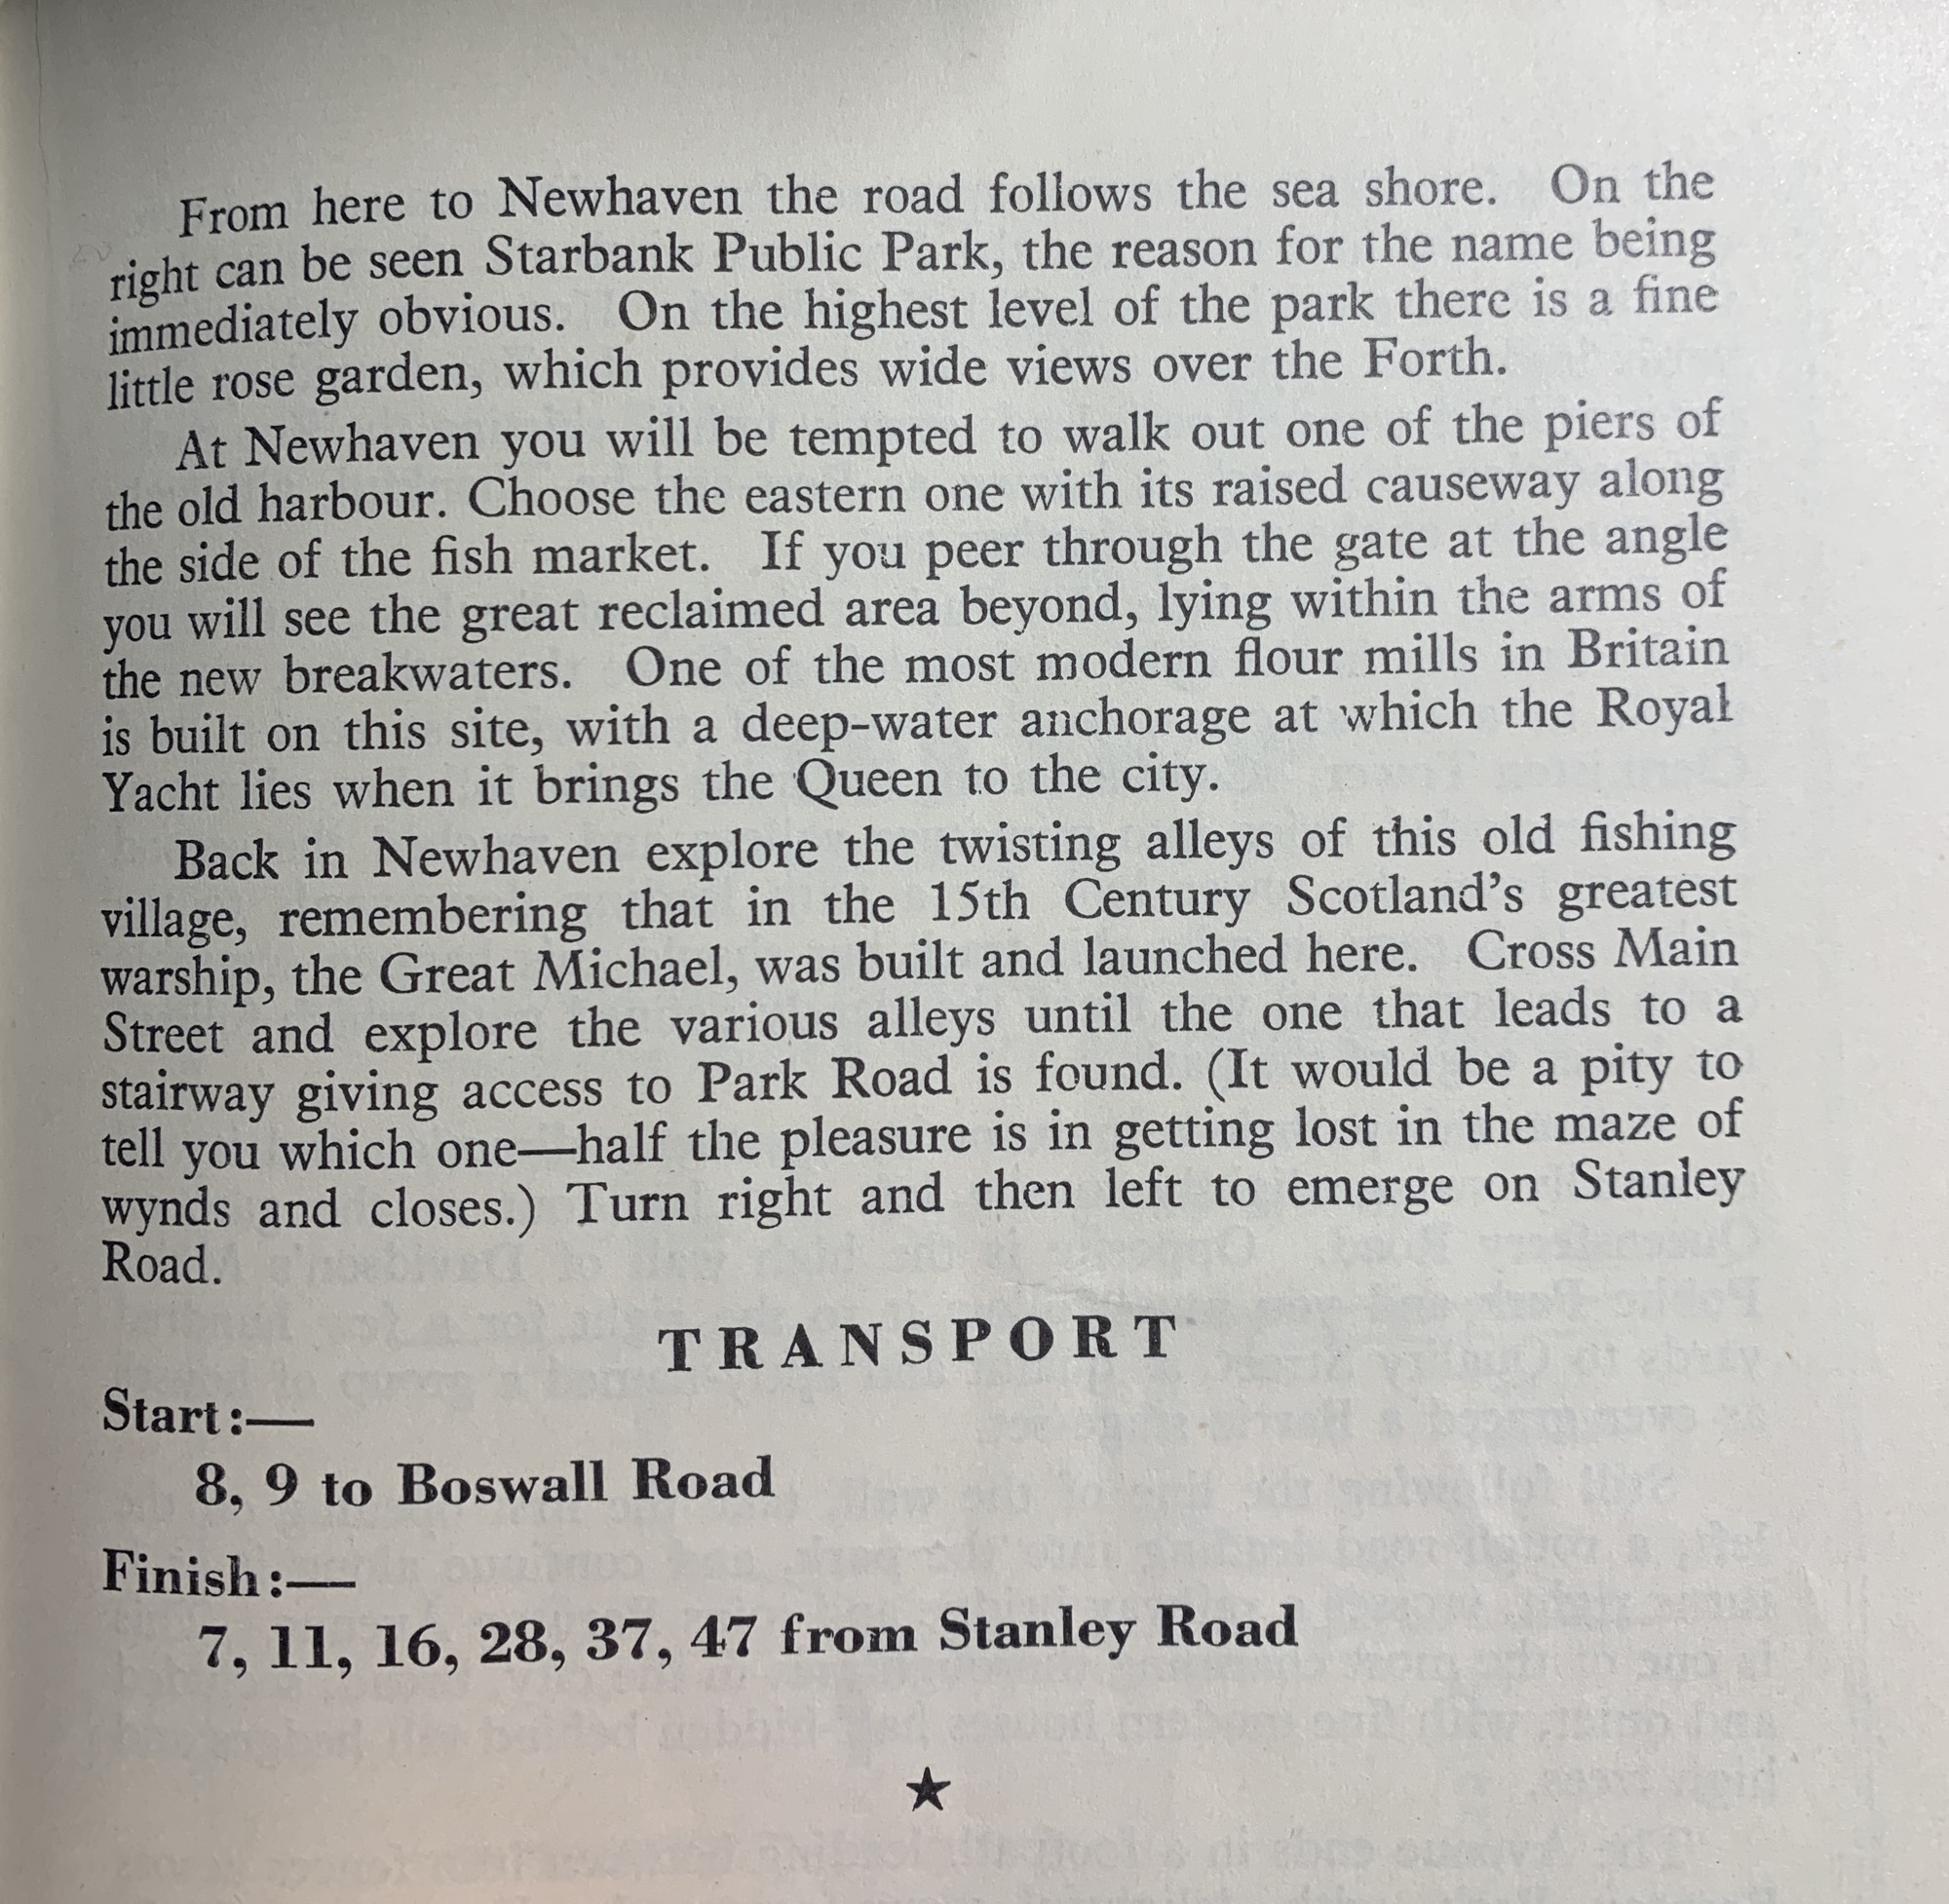 From here to Newhaven the road follows the sea shore. On the
right can be seen Starbank Public Park, the reason for the name being
immediately obvious. On the highest level of the park there is a fine
little rose garden, which provides wide views over the Forth.
At Newhaven you will be tempted to walk out one of the piers of
the old harbour. Choose the eastern one with its raised causeway along
the side of the fish market. If you peer through the gate at the angle
you will see the great reclaimed area beyond, lying within the arms of
the new breakwaters. One of the most modern flour mills in Britain
is built on this site, with a deep-water anchorage at which the Royal
Yacht lies when it brings the Queen to the city.
Back in Newhaven explore the twisting alleys of this old fishing
village, remembering that in the 15th Century Scotland's greatest
warship, the Great Michael, was built and launched here. Cross Main
Street and explore the various alleys until the one that leads to a
stairway giving access to Park Road is found. (It would be a pity to
tell you which one—half the pleasure is in getting lost in the maze of
wynds and closes.) Turn right and then left to emerge on Stanley
Road.
TRANSPORT
Start:—
8, 9 to Boswall Road
Finish:—
7, 11, 16, 28, 37, 47 from Stanley Road